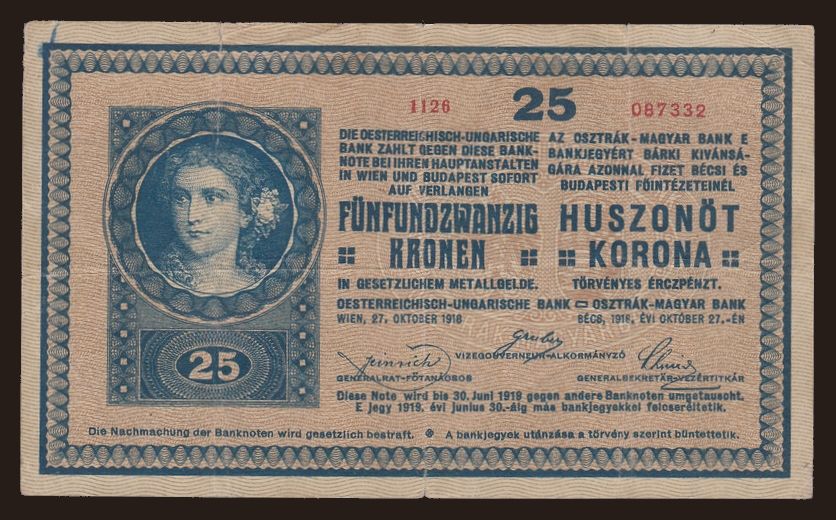 1126 25 087332
DIE OESTERREICHISCH-UNGARISCHE
BANK ZAHLT GEGEN DIESE BANK-
NOTE BEI IHREN HAUPTANSTALTEN
IN WIEN UND BUDAPEST SOFORT
AUF VERLANGEN
FÜNFUNDZWANZIG
KRONEN
IN GESETZLICHEM METALLGELDE.
AZ OSZTRÁK-MAGYAR BANK E
BANKJEGYÉRT BÁRKI KIVÁNSÁ-
GÁRA AZONNAL FIZET BÉCSI ÉS
BUDAPESTI FŐINTÉZETEINÉL
HUSZONÖT
KORONA
TÖRVÉNYES ÉRCZPÉNZT.
OESTERREICHISCH-UNGARISCHE BANK OSZTRÁK-MAGYAR BANK
WIEN, 27. OKTOBER 1918 BÉCS, 1918. ÉVI OKTÓBER 27.-ÉN
Gruber
VIZEGOUVERNEUR-ALKORMÁNYZÓ
GENERALRAT-FŐTANÁCSOS
GENERALSEKRETÄR-VEZÉRTITKÁR
25
Diese Note wird bis 30. Juni 1919 gegen andere Banknoten umgetauscht.
E jegy 1919. évi junius 30.-áig más bankjegyekkel felcseréltetik.
Die Nachmachung der Banknoten wird gesetzlich bestraft. A bankjegyek utánzása a törvény szerint büntettetik.